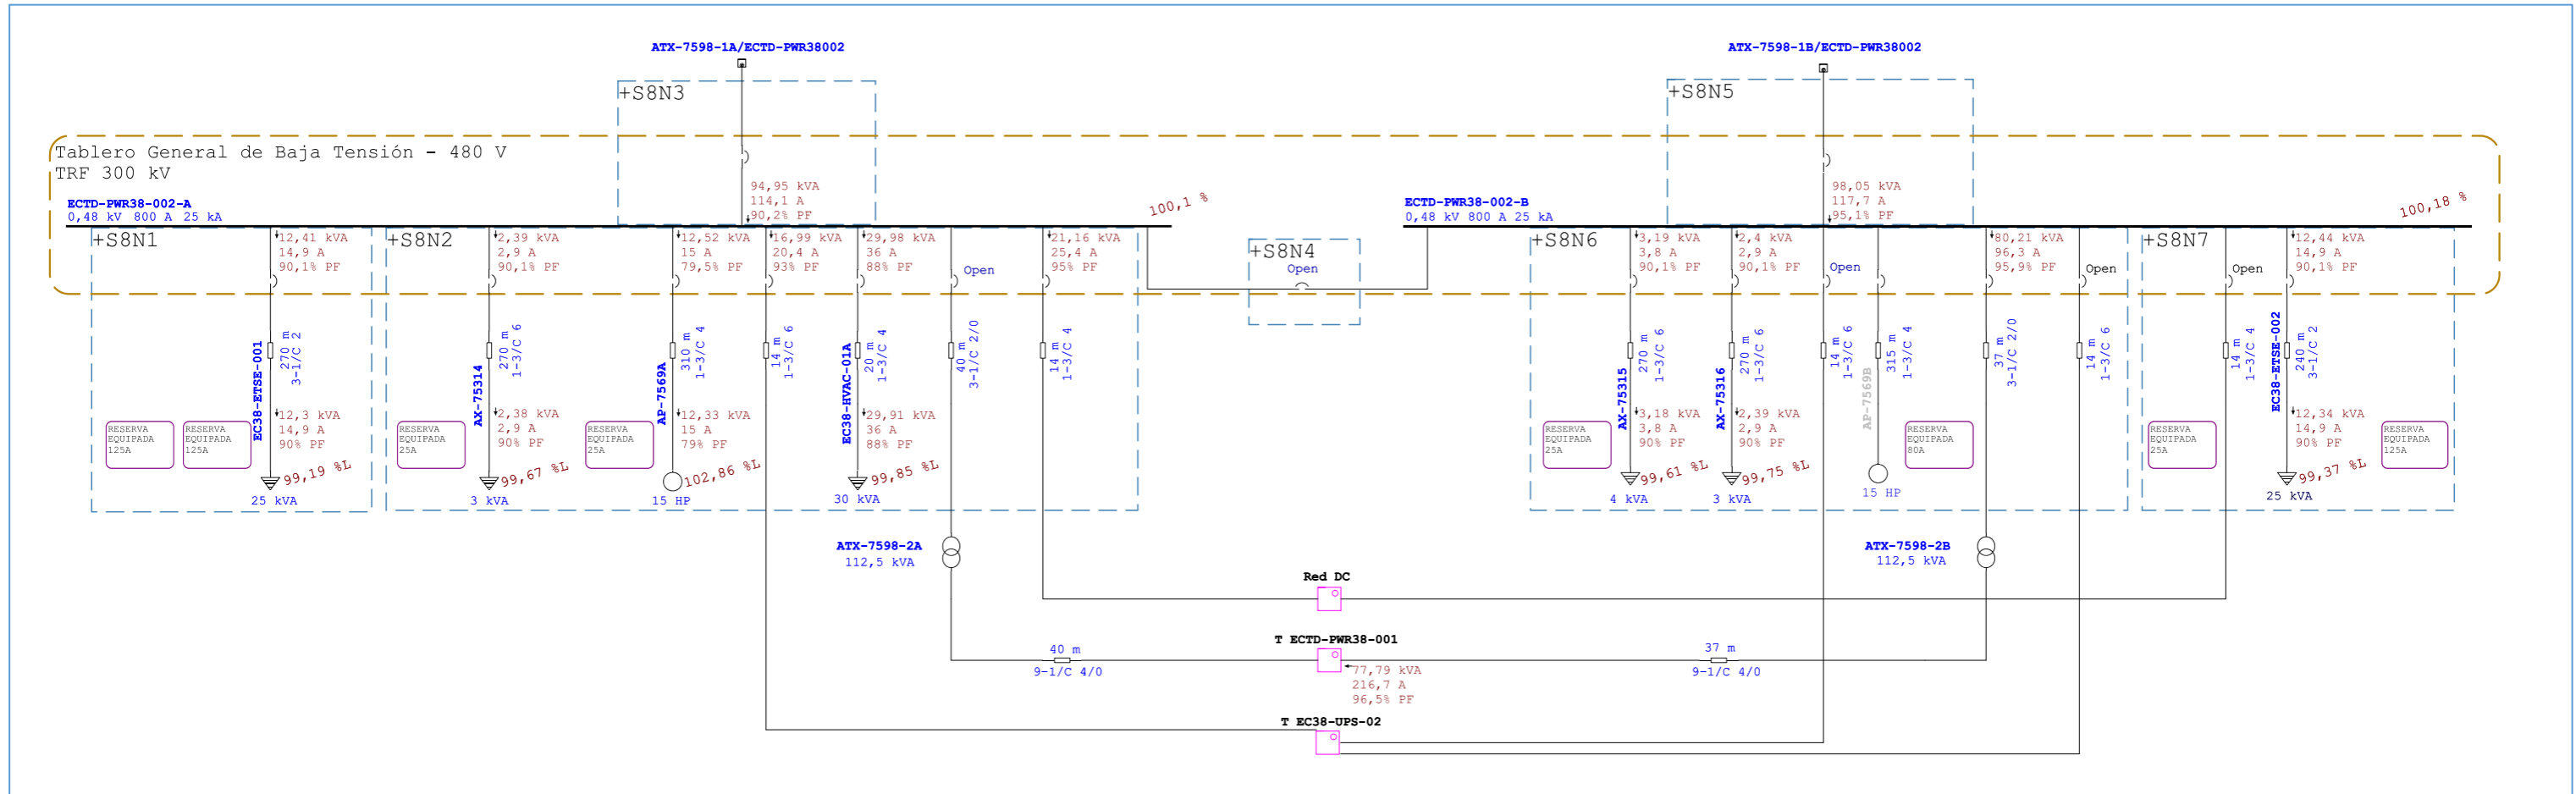 ATX-7598-1A/ECTD-PWR38002
ATX-7598-1B/ECTD-PWR38002
+S8N3
+S8N5
Tablero General de Baja Tensión - 480 V
TRF 300 kV
94,95 kVA
114,1 A
90,2% PF
98,05 kVA
117,7 A
95,1% PF
ECTD-PWR38-002-A
0,48 kV 800 A 25 kA
100,1 %
ECTD-PWR38-002-B
0,48 kV 800 A 25 kA
100,18 %
+S8N1
12,41 kVA
14,9 A
90,1% PF
EC38-ETSE-001
270 m
3-1/C 2
RESERVA
EQUIPADA
125A
RESERVA
EQUIPADA
125A
12,3 kVA
14,9 A
90% PF
99,19 %L
25 kVA
+S8N2
2,39 kVA
2,9 A
90,1% PF
AX-75314
270 m
1-3/C 6
RESERVA
EQUIPADA
25A
2,38 kVA
2,9 A
90% PF
99,67 %L
3 kVA
12,52 kVA
15 A
79,5% PF
AP-7569A
310 m
1-3/C 4
RESERVA
EQUIPADA
25A
12,33 kVA
15 A
79% PF
102,86 %L
15 HP
16,99 kVA
20,4 A
93% PF
14 m
1-3/C 6
29,98 kVA
36 A
88% PF
EC38-HVAC-01A
20 m
1-3/C 4
29,91 kVA
36 A
88% PF
99,85 %L
30 kVA
Open
40 m
3-1/C 2/0
21,16 kVA
25,4 A
95% PF
14 m
1-3/C 4
+S8N4
Open
+S8N6
3,19 kVA
3,8 A
90,1% PF
AX-75315
270 m
1-3/C 6
RESERVA
EQUIPADA
25A
3,18 kVA
3,8 A
90% PF
99,61 %L
4 kVA
2,4 kVA
2,9 A
90,1% PF
AX-75316
270 m
1-3/C 6
2,39 kVA
2,9 A
90% PF
99,75 %L
3 kVA
Open
14 m
1-3/C 6
AP-7569B
315 m
1-3/C 4
15 HP
RESERVA
EQUIPADA
80A
80,21 kVA
96,3 A
95,9% PF
37 m
3-1/C 2/0
Open
14 m
1-3/C 6
+S8N7
Open
14 m
1-3/C 4
RESERVA
EQUIPADA
25A
12,44 kVA
14,9 A
90,1% PF
EC38-ETSE-002
240 m
3-1/C 2
12,34 kVA
14,9 A
90% PF
99,37 %L
25 kVA
RESERVA
EQUIPADA
125A
ATX-7598-2A
112,5 kVA
ATX-7598-2B
112,5 kVA
Red DC
T ECTD-PWR38-001
40 m
9-1/C 4/0
37 m
9-1/C 4/0
77,79 kVA
216,7 A
96,5% PF
T EC38-UPS-02